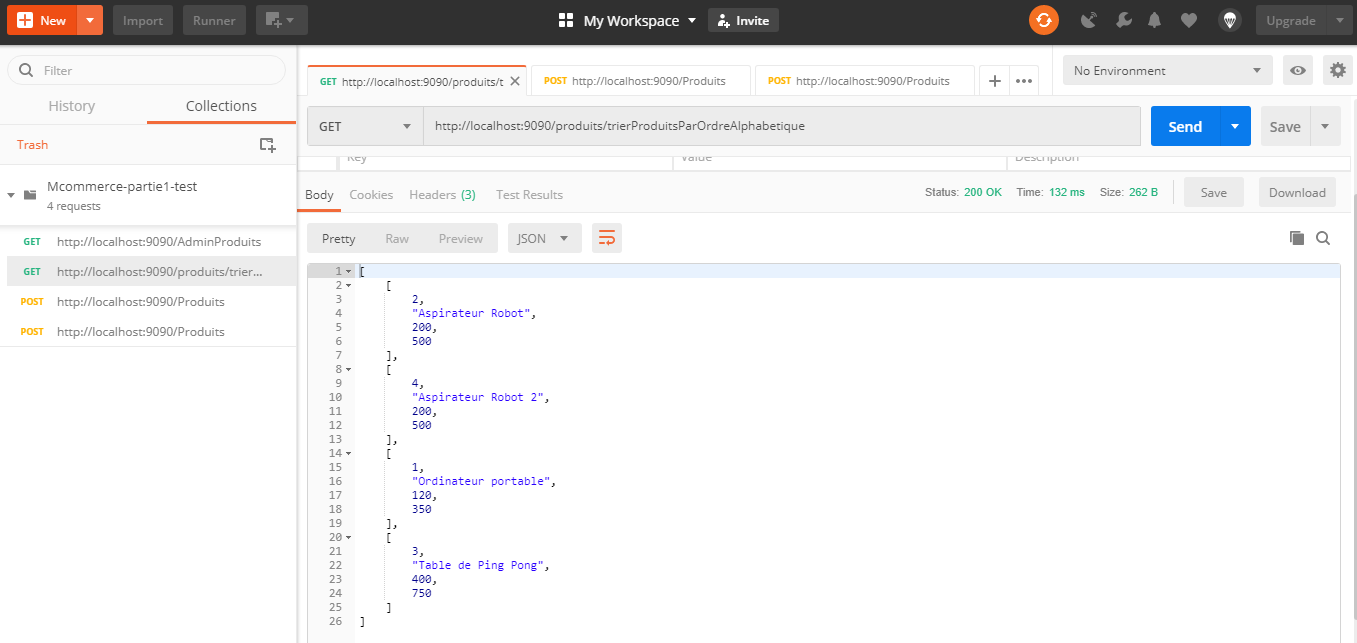 New
Import
Runner
My Workspace
Invite
Upgrade
Filter
History
Collections
Trash
Mcommerce-partie1-test
4 requests
GET http://localhost:9090/AdminProduits
GET http://localhost:9090/produits/trier...
POST http://localhost:9090/Produits
POST http://localhost:9090/Produits
GET http://localhost:9090/produits/t
POST http://localhost:9090/Produits
POST http://localhost:9090/Produits
No Environment
GET
http://localhost:9090/produits/trierProduitsParOrdreAlphabetique
Send
Save
Key Value Description
Body Cookies Headers (3) Test Results
Status: 200 OK Time: 132 ms Size: 262 B
Save
Download
Pretty Raw Preview JSON
1 [
2 [
3 2,
4 "Aspirateur Robot",
5 200,
6 500
7 ],
8 [
9 4,
10 "Aspirateur Robot 2",
11 200,
12 500
13 ],
14 [
15 1,
16 "Ordinateur portable",
17 120,
18 350
19 ],
20 [
21 3,
22 "Table de Ping Pong",
23 400,
24 750
25 ]
26 ]